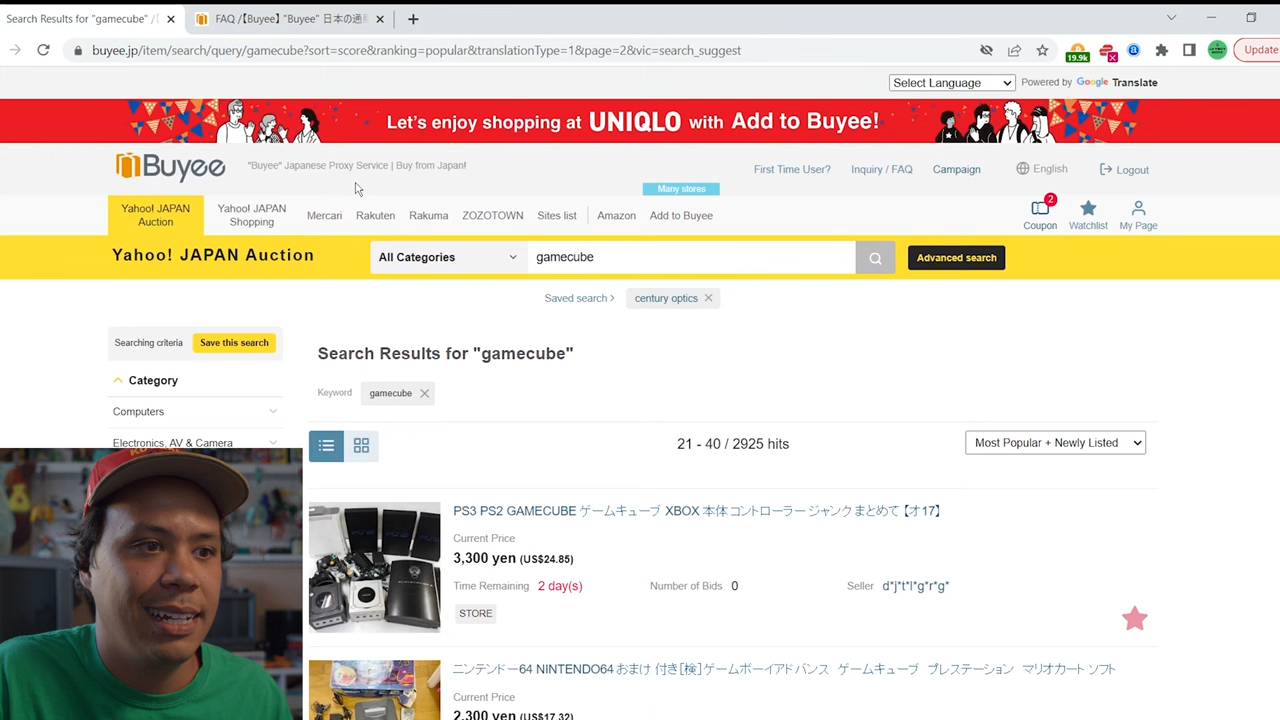 Search Results for "gamecube" /【
FAQ /【Buyee】 "Buyee" 日本の通
buyee.jp/item/search/query/gamecube?sort=score&ranking=popular&translationType=1&page=2&vic=search_suggest
19.9k
Update
Select Language
Powered by Google Translate
Let's enjoy shopping at UNIQLO with Add to Buyee!
Buyee
"Buyee" Japanese Proxy Service | Buy from Japan!
First Time User?
Inquiry / FAQ
Campaign
English
Logout
Many stores
Yahoo! JAPAN
Auction
Yahoo! JAPAN
Shopping
Mercari
Rakuten
Rakuma
ZOZOTOWN
Sites list
Amazon
Add to Buyee
2
Coupon
Watchlist
My Page
Yahoo! JAPAN Auction
All Categories
gamecube
Advanced search
Saved search
century optics
Searching criteria
Save this search
Category
Computers
Electronics, AV & Camera
Search Results for "gamecube"
Keyword
gamecube
21 - 40 / 2925 hits
Most Popular + Newly Listed
PS3 PS2 GAMECUBE ゲームキューブ XBOX 本体 コントローラー ジャンク まとめて 【オ17】
Current Price
3,300 yen (US$24.85)
Time Remaining 2 day(s)
Number of Bids 0
Seller d*j*t*l*g*r*g*
STORE
ニンテンドー64 NINTENDO64 おまけ 付き[検]ゲームボーイアドバンス ゲームキューブ プレステーション マリオカート ソフト
Current Price
2,300 yen (US$17.32)